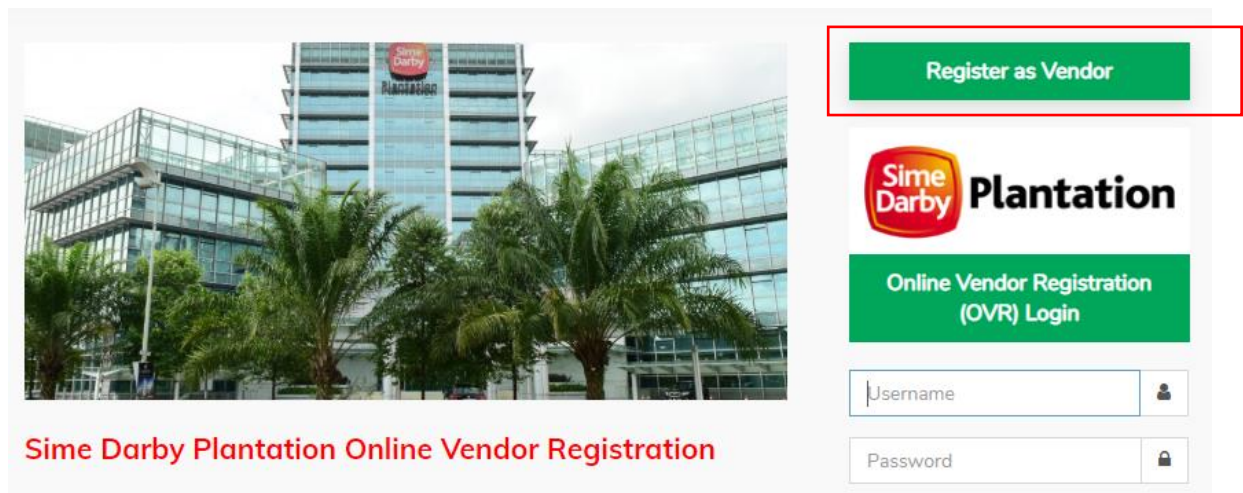 Sime
Darby
Plantation
Sime Darby Plantation Online Vendor Registration
Register as Vendor
Sime
Darby
Plantation
Online Vendor Registration
(OVR) Login
Username
Password